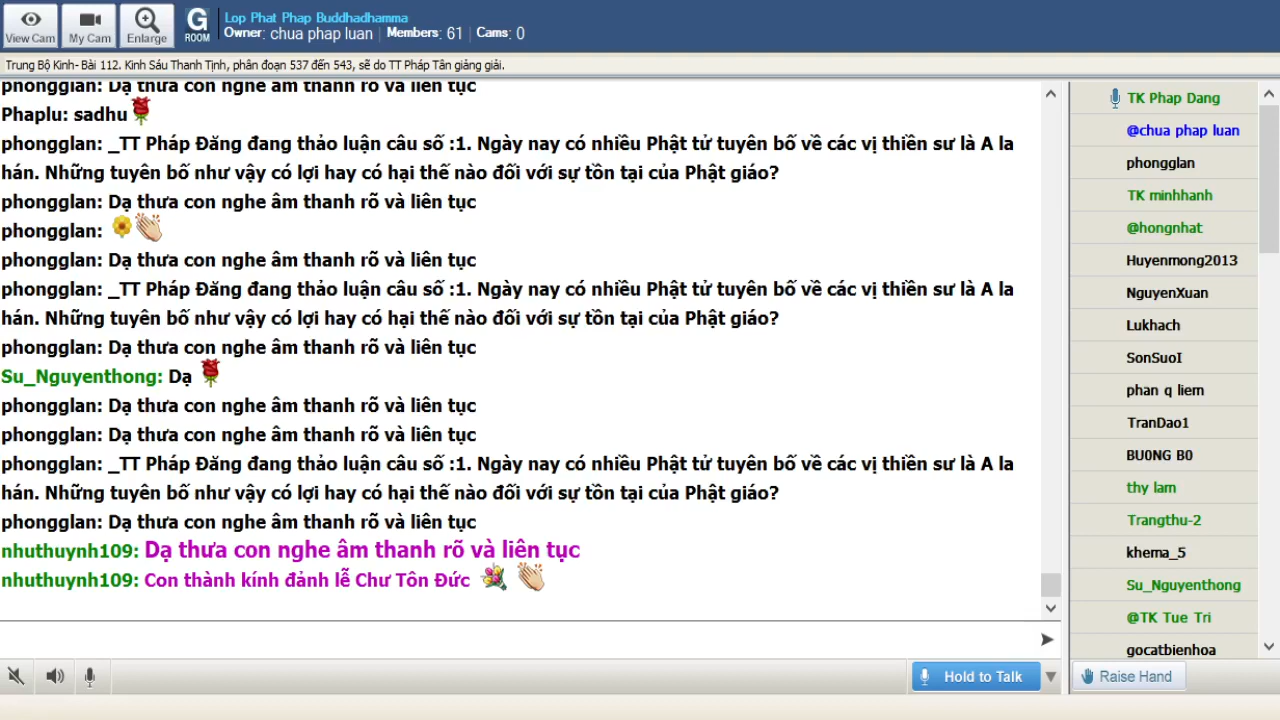 View Cam
My Cam
Enlarge
G
ROOM
Lop Phat Phap Buddhadhamma
Owner: chua phap luan | Members: 61 | Cams: 0
Trung Bộ Kinh- Bài 112. Kinh Sáu Thanh Tịnh, phân đoạn 537 đến 543, sẽ do TT Pháp Tân giảng giải.
phongglan: Dạ thưa con nghe âm thanh rõ và liên tục
Phaplu: sadhu
phongglan: _TT Pháp Đăng đang thảo luận câu số :1. Ngày nay có nhiều Phật tử tuyên bố về các vị thiền sư là A la
hán. Những tuyên bố như vậy có lợi hay có hại thế nào đối với sự tồn tại của Phật giáo?
phongglan: Dạ thưa con nghe âm thanh rõ và liên tục
phongglan:
phongglan: Dạ thưa con nghe âm thanh rõ và liên tục
phongglan: _TT Pháp Đăng đang thảo luận câu số :1. Ngày nay có nhiều Phật tử tuyên bố về các vị thiền sư là A la
hán. Những tuyên bố như vậy có lợi hay có hại thế nào đối với sự tồn tại của Phật giáo?
phongglan: Dạ thưa con nghe âm thanh rõ và liên tục
Su_Nguyenthong: Dạ
phongglan: Dạ thưa con nghe âm thanh rõ và liên tục
phongglan: Dạ thưa con nghe âm thanh rõ và liên tục
phongglan: _TT Pháp Đăng đang thảo luận câu số :1. Ngày nay có nhiều Phật tử tuyên bố về các vị thiền sư là A la
hán. Những tuyên bố như vậy có lợi hay có hại thế nào đối với sự tồn tại của Phật giáo?
phongglan: Dạ thưa con nghe âm thanh rõ và liên tục
nhuthuynh109: Dạ thưa con nghe âm thanh rõ và liên tục
nhuthuynh109: Con thành kính đảnh lễ Chư Tôn Đức
TK Phap Dang
@chua phap luan
phongglan
TK minhhanh
@hongnhat
Huyenmong2013
NguyenXuan
Lukhach
SonSuoI
phan q liem
TranDao1
BU0NG B0
thy lam
Trangthu-2
khema_5
Su_Nguyenthong
@TK Tue Tri
gocatbienhoa
Hold to Talk
Raise Hand